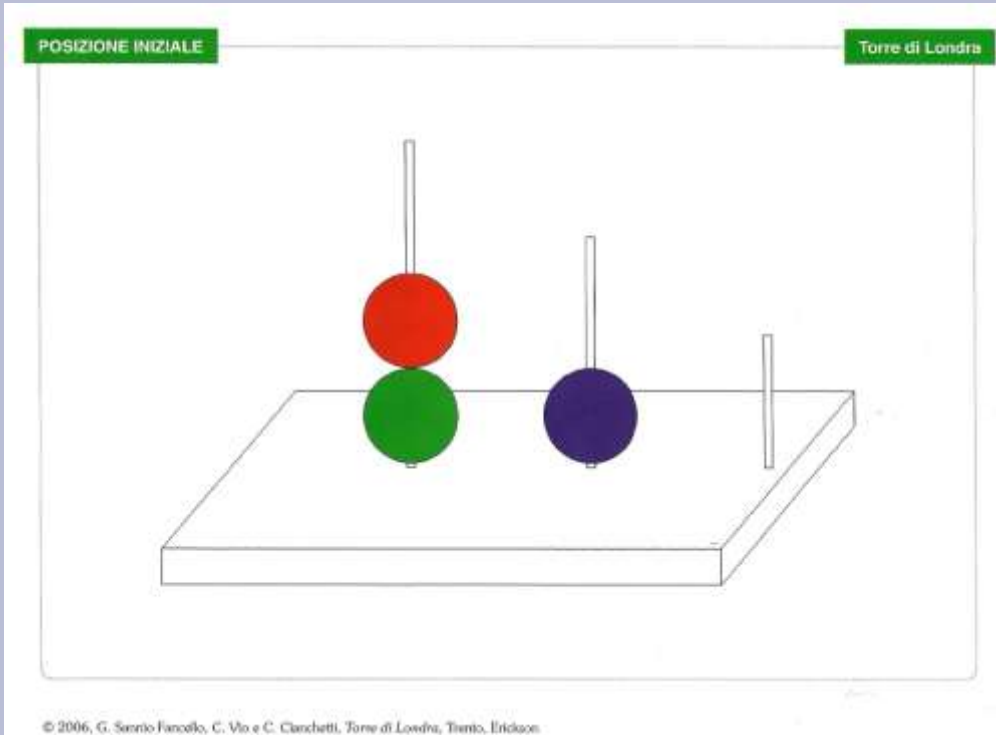 POSIZIONE INIZIALE
Torre di Londra
© 2006, G. Sannio Fancello, C. Vio e C. Cianchetti, Torre di Londra, Trento, Erickson